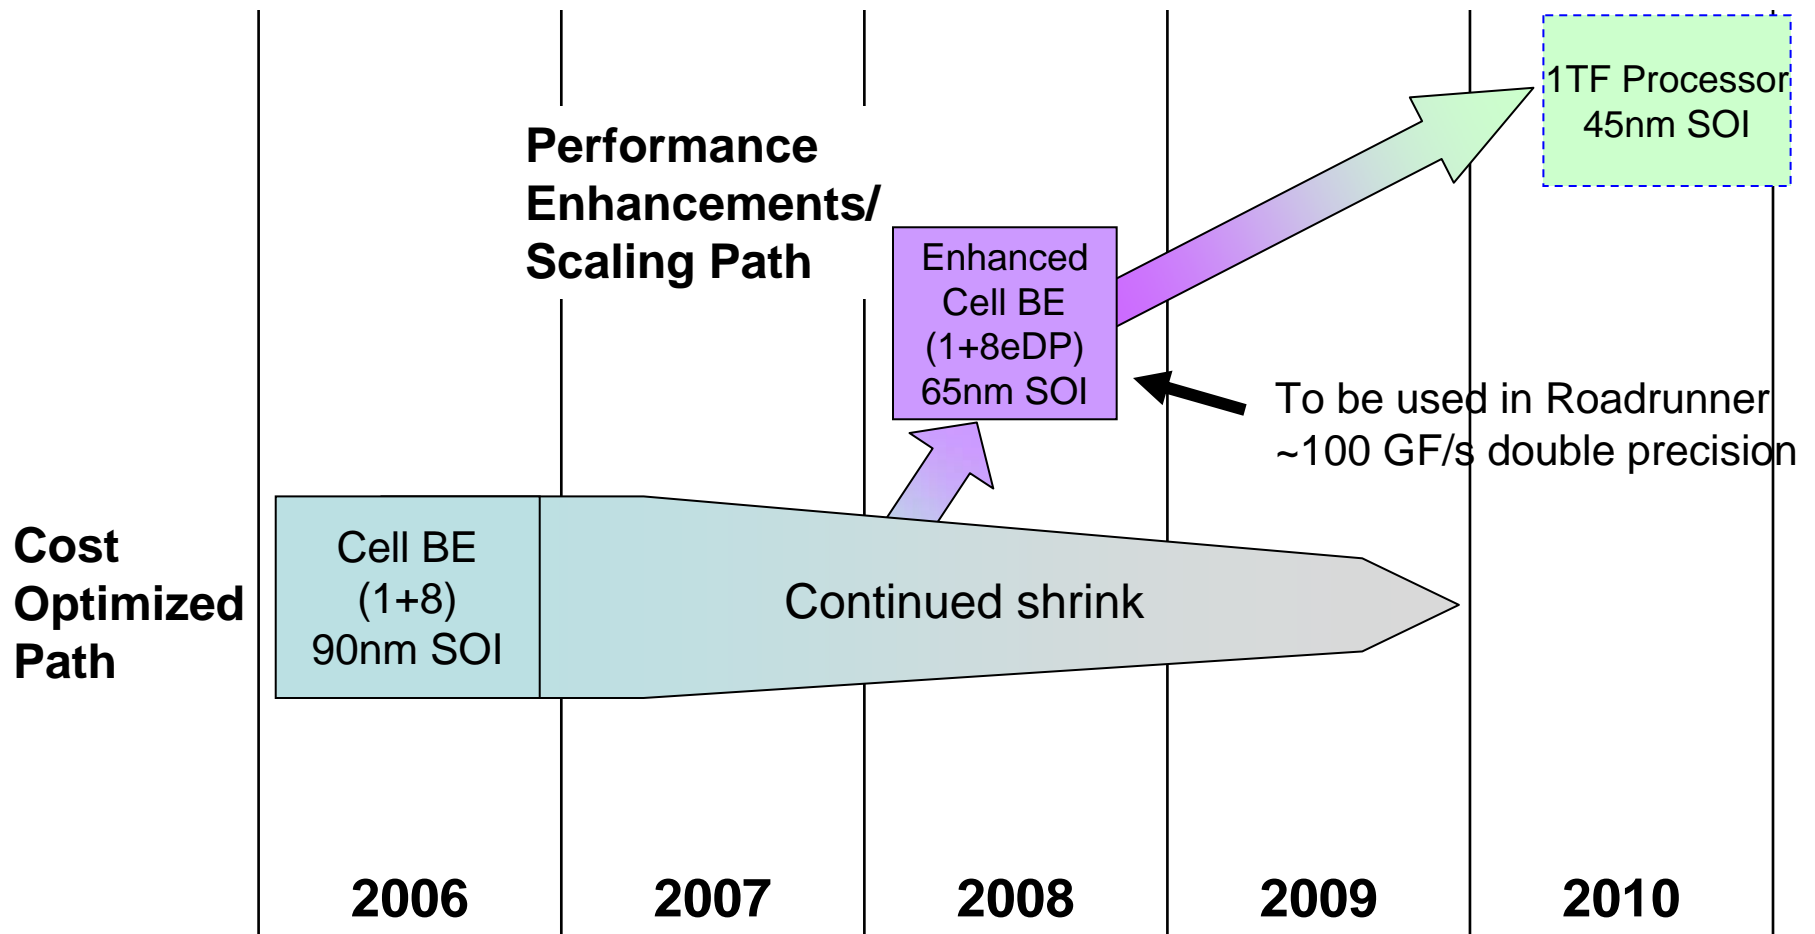 1TF Processor
45nm SOI
Performance
Enhancements/
Scaling Path
Enhanced
Cell BE
(1+8eDP)
65nm SOI
To be used in Roadrunner
~100 GF/s double precision
Cost
Optimized
Path
Cell BE
(1+8)
90nm SOI
Continued shrink
2006 2007 2008 2009 2010